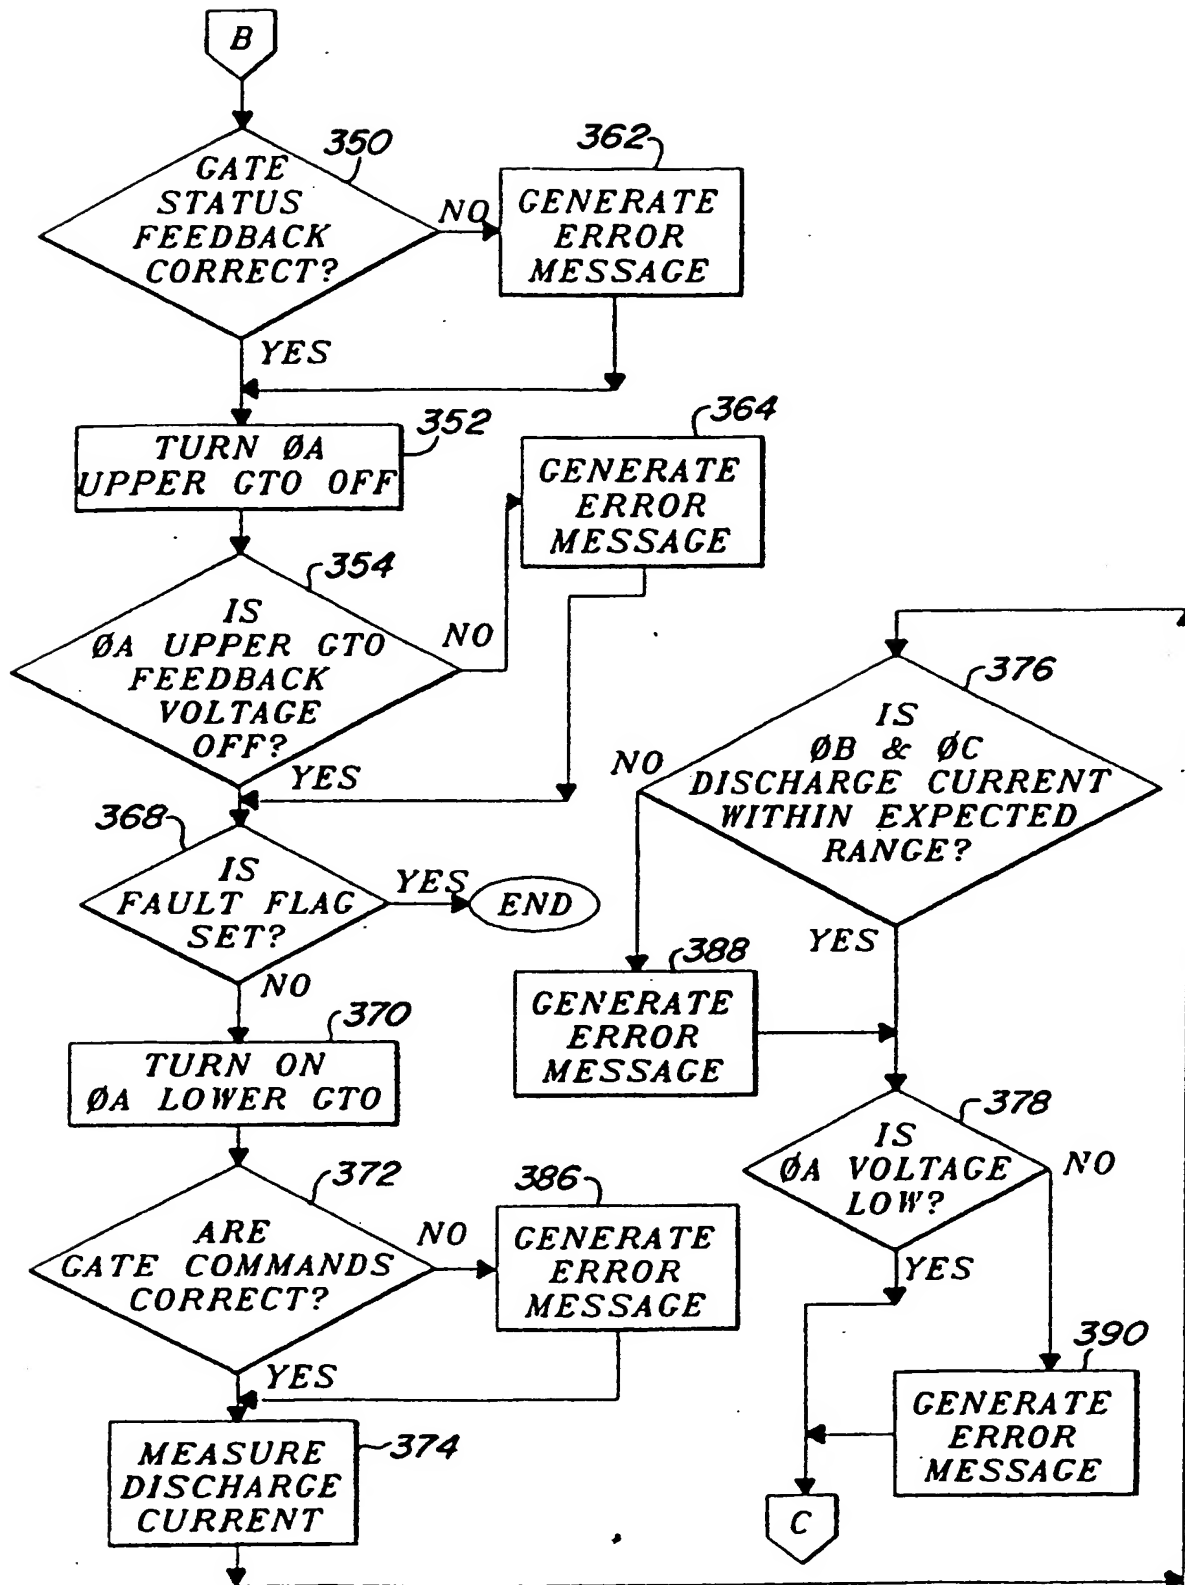 B
350
GATE
STATUS
FEEDBACK
CORRECT?
NO
362
GENERATE
ERROR
MESSAGE
YES
352
TURN ØA
UPPER GTO OFF
364
GENERATE
ERROR
MESSAGE
354
IS
ØA UPPER GTO
FEEDBACK
VOLTAGE
OFF?
NO
YES
368
IS
FAULT FLAG
SET?
YES
END
NO
370
TURN ON
ØA LOWER GTO
372
ARE
GATE COMMANDS
CORRECT?
NO
386
GENERATE
ERROR
MESSAGE
YES
374
MEASURE
DISCHARGE
CURRENT
376
IS
ØB & ØC
DISCHARGE CURRENT
WITHIN EXPECTED
RANGE?
NO
YES
388
GENERATE
ERROR
MESSAGE
378
IS
ØA VOLTAGE
LOW?
NO
YES
390
GENERATE
ERROR
MESSAGE
C